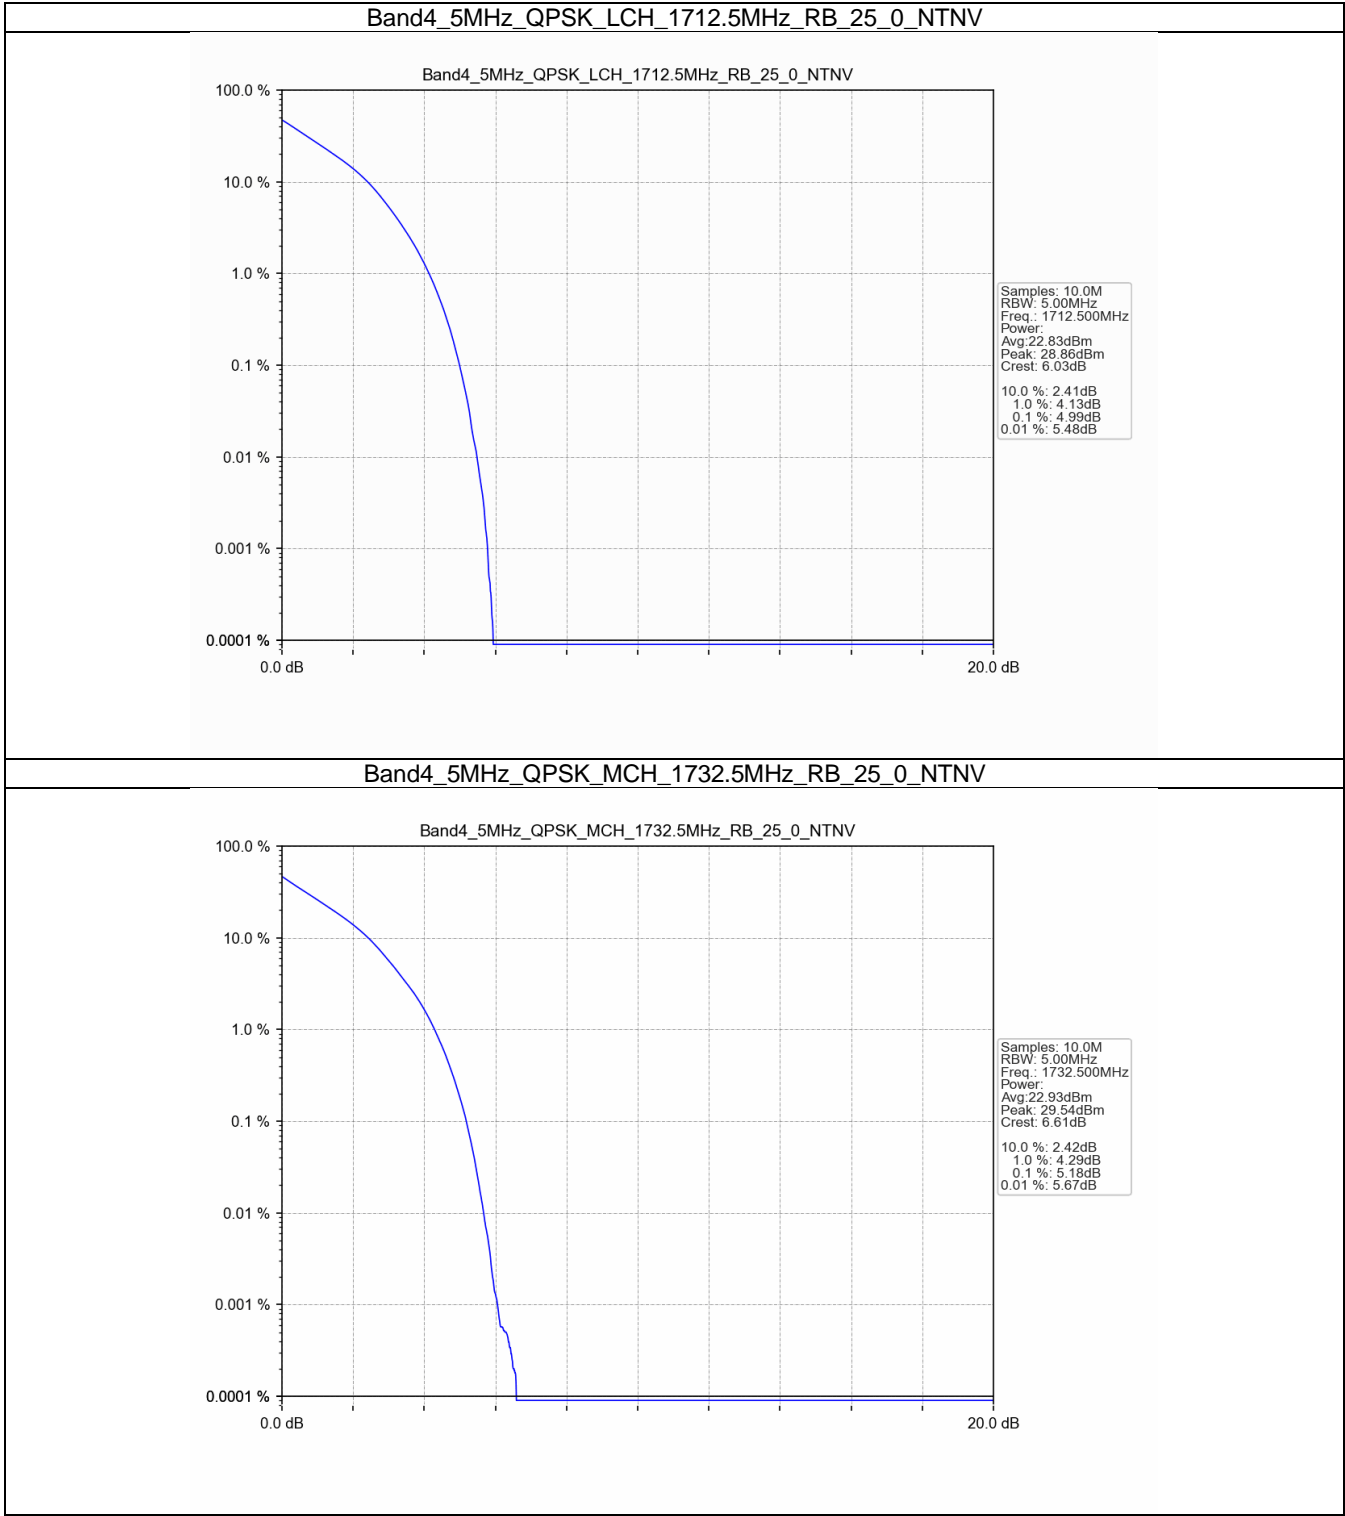 Band4_5MHz_QPSK_LCH_1712.5MHz_RB_25_0_NTNV
Band4_5MHz_QPSK_LCH_1712.5MHz_RB_25_0_NTNV
100.0 %
10.0 %
1.0 %
0.1 %
0.01 %
0.001 %
0.0001 %
0.0 dB
20.0 dB
Samples: 10.0M
RBW: 5.00MHz
Freq.: 1712.500MHz
Power:
Avg:22.83dBm
Peak: 28.86dBm
Crest: 6.03dB
10.0 %: 2.41dB
1.0 %: 4.13dB
0.1 %: 4.99dB
0.01 %: 5.48dB
Band4_5MHz_QPSK_MCH_1732.5MHz_RB_25_0_NTNV
Band4_5MHz_QPSK_MCH_1732.5MHz_RB_25_0_NTNV
100.0 %
10.0 %
1.0 %
0.1 %
0.01 %
0.001 %
0.0001 %
0.0 dB
20.0 dB
Samples: 10.0M
RBW: 5.00MHz
Freq.: 1732.500MHz
Power:
Avg:22.93dBm
Peak: 29.54dBm
Crest: 6.61dB
10.0 %: 2.42dB
1.0 %: 4.29dB
0.1 %: 5.18dB
0.01 %: 5.67dB